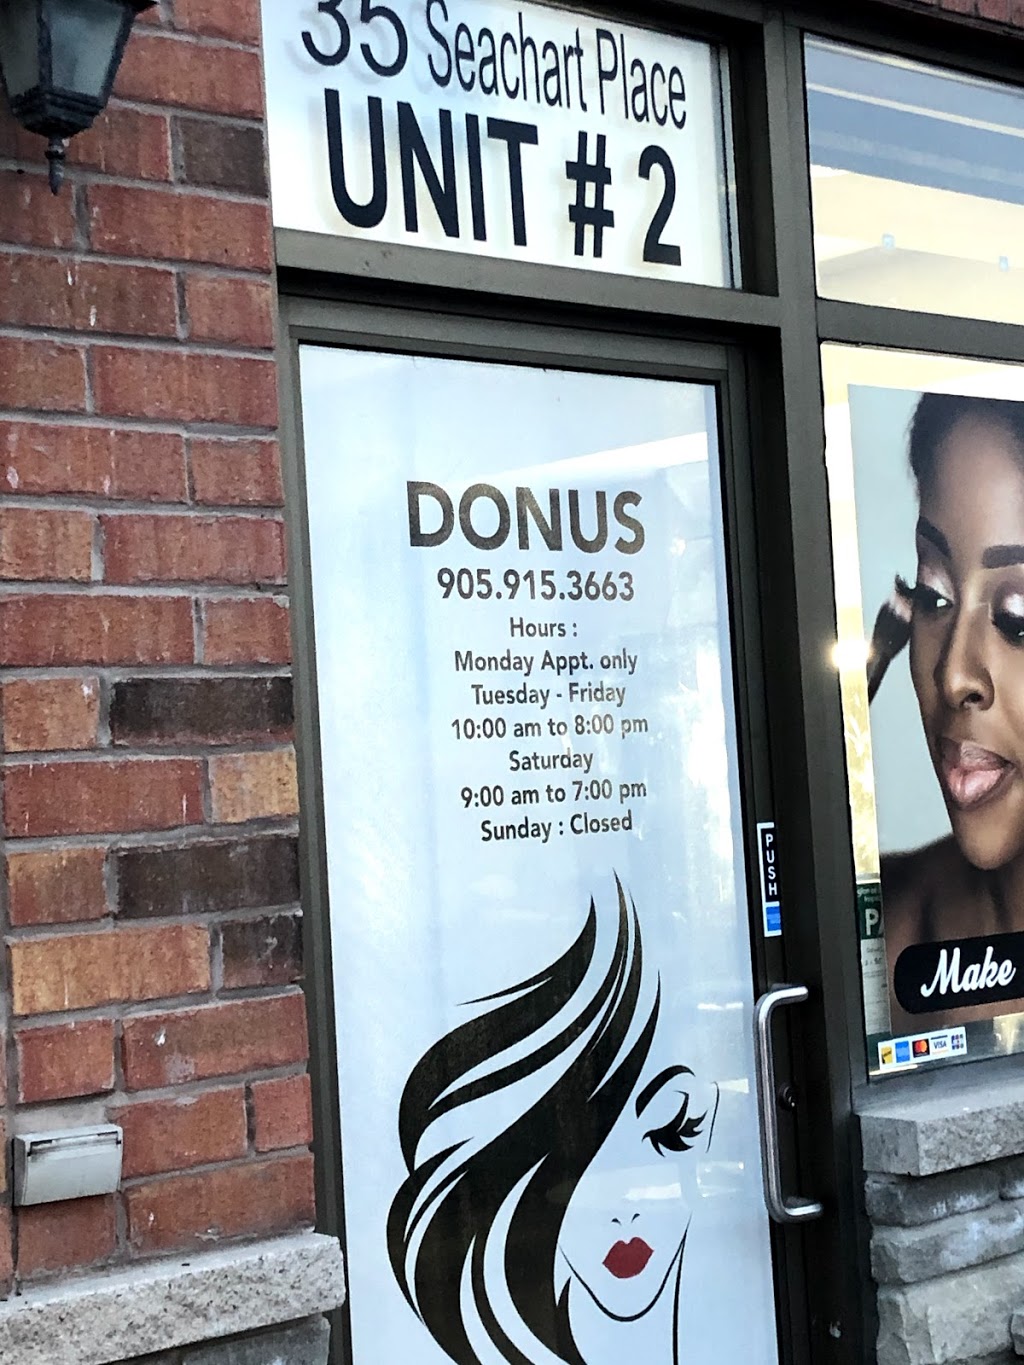 35 Seachart Place
UNIT # 2
DONUS
905.915.3663
Hours :
Monday Appt. only
Tuesday - Friday
10:00 am to 8:00 pm
Saturday
9:00 am to 7:00 pm
Sunday : Closed
PUSH
P
Make
VISA